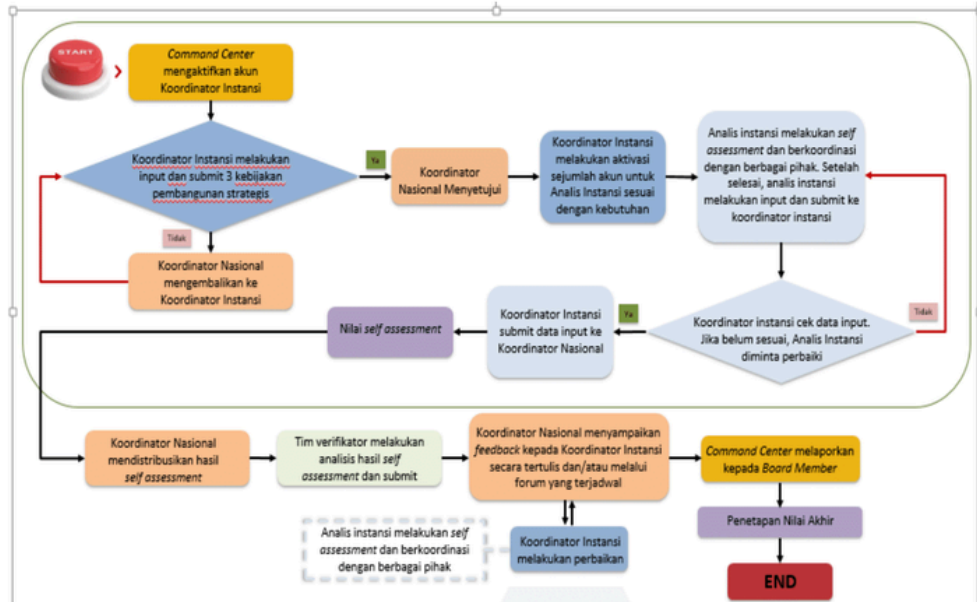 START
Command Center
mengaktifkan akun
Koordinator Instansi
Koordinator Instansi melakukan
input dan submit 3 kebijakan
pembangunan strategis
Ya
Koordinator
Nasional Menyetujui
Koordinator Instansi
melakukan aktivasi
sejumlah akun untuk
Analis Instansi sesuai
dengan kebutuhan
Analis instansi melakukan self
assessment dan berkoordinasi
dengan berbagai pihak. Setelah
selesai, analis instansi
melakukan input dan submit ke
koordinator instansi
Tidak
Koordinator Nasional
mengembalikan ke
Koordinator Instansi
Koordinator instansi cek data input.
Jika belum sesuai, Analis Instansi
diminta perbaiki
Tidak
Ya
Koordinator Instansi
submit data input ke
Koordinator Nasional
Nilai self assessment
Koordinator Nasional
mendistribusikan hasil
self assessment
Tim verifikator melakukan
analisis hasil self
assessment dan submit
Koordinator Nasional menyampaikan
feedback kepada Koordinator Instansi
secara tertulis dan/atau melalui
forum yang terjadwal
Command Center melaporkan
kepada Board Member
Analis instansi melakukan self
assessment dan berkoordinasi
dengan berbagai pihak
Koordinator Instansi
melakukan perbaikan
Penetapan Nilai Akhir
END